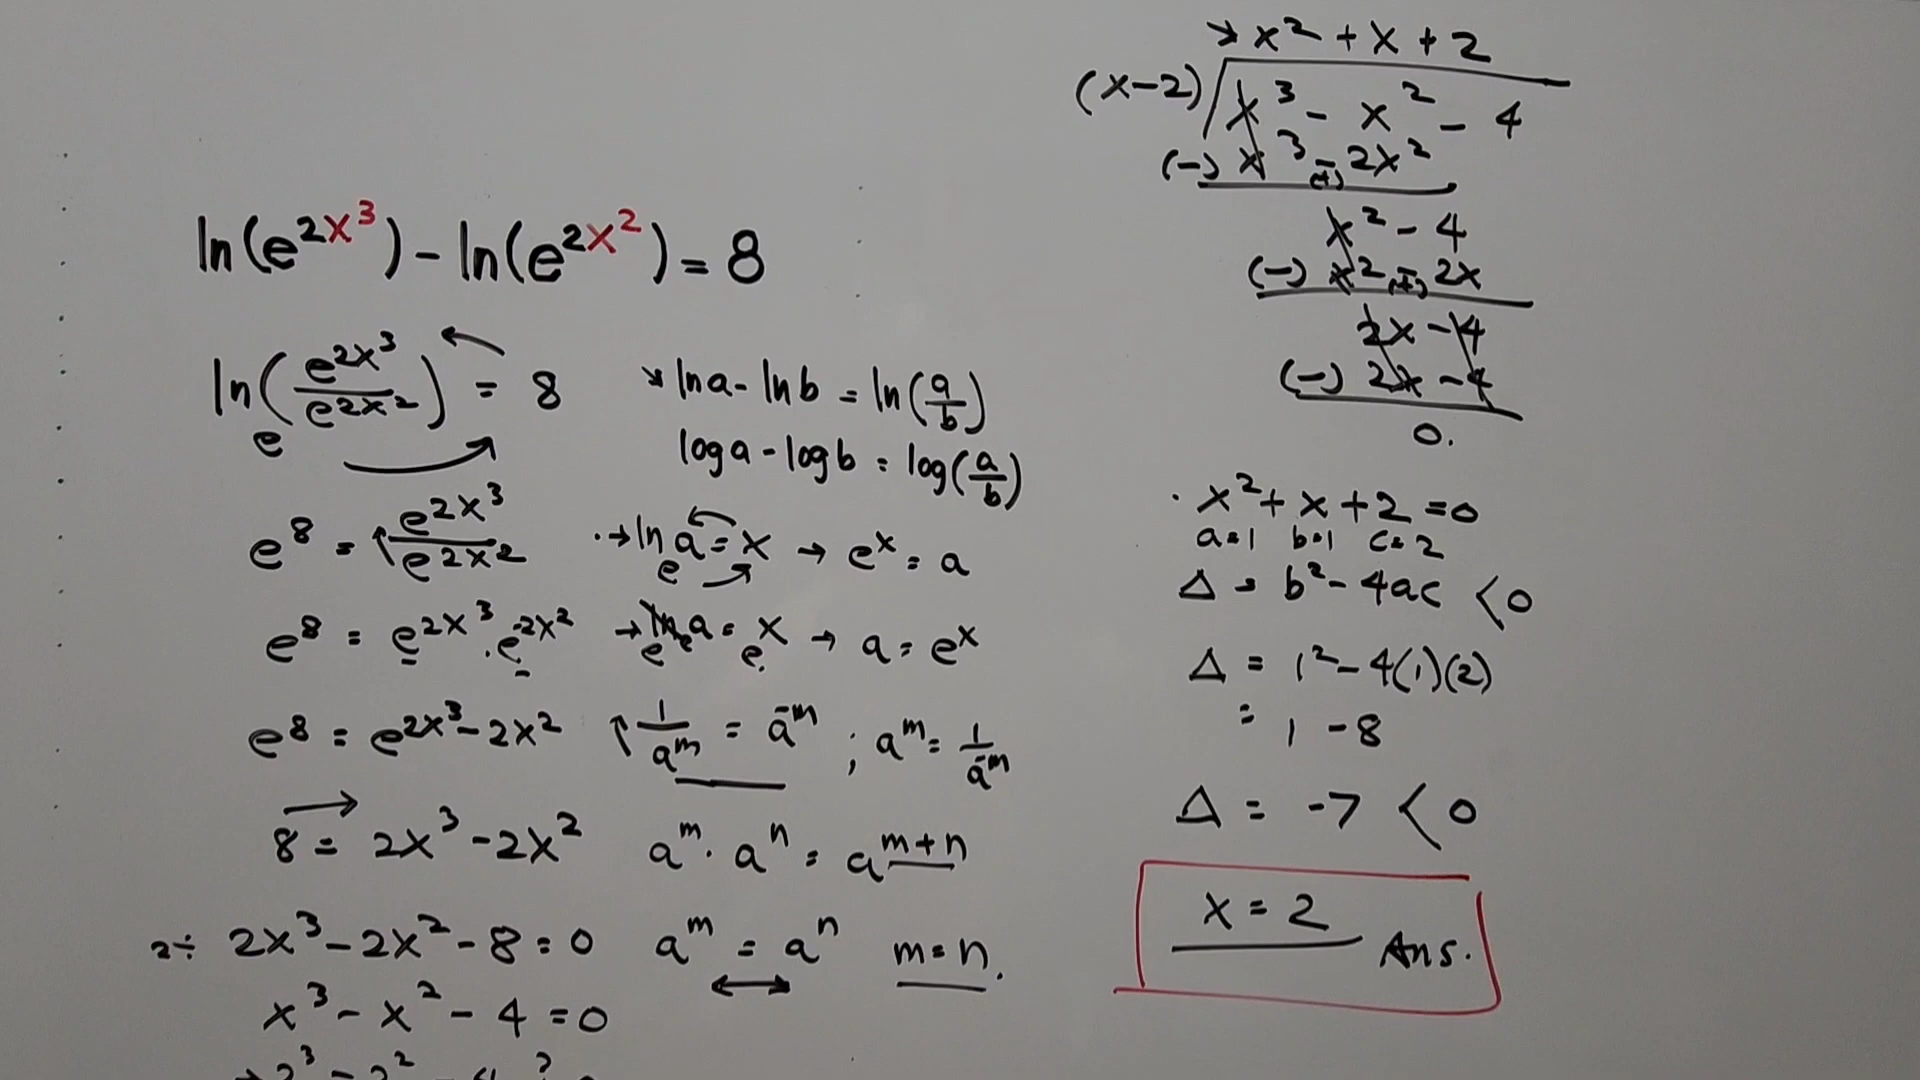 ln(e^2x^3) - ln(e^2x^2) = 8
ln(e^2x^3/e^2x^2) = 8
e
↘ ln a - ln b = ln(a/b)
log a - log b = log(a/b)
e^8 = ↑ e^2x^3/e^2x^2
·→ ln a = x → e^x = a
e
e^8 = e^2x^3 · e^-2x^2
→ e^ln_e a = e^x → a = e^x
e^8 = e^2x^3-2x^2
↑ 1/a^m = a^-m ; a^m = 1/a^-m
8 = 2x^3 - 2x^2
a^m · a^n = a^m+n
2÷ 2x^3 - 2x^2 - 8 = 0
a^m = a^n m = n.
x^3 - x^2 - 4 = 0
→ x^2 + x + 2
(x-2) x^3 - x^2 - 4
(-) x^3 - 2x^2
(+)
x^2 - 4
(-) x^2 - 2x
(+)
2x - 4
(-) 2x - 4
0.
· x^2 + x + 2 = 0
a=1 b=1 c=2
Δ = b^2 - 4ac < 0
Δ = 1^2 - 4(1)(2)
= 1 - 8
Δ = -7 < 0
x = 2
Ans.